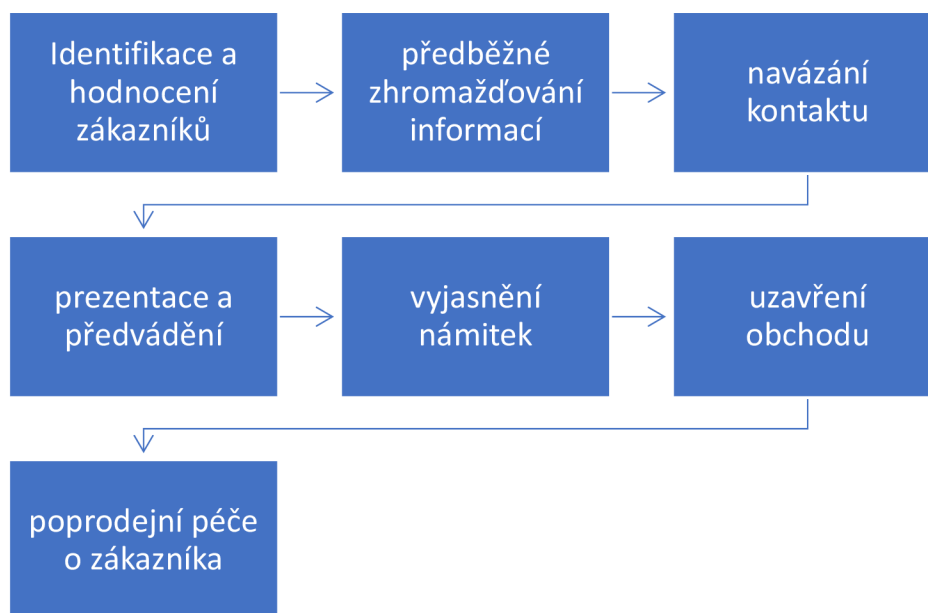 Identifikace a
hodnocení
zákazníků
předběžné
zhromažďování
informací
navázání
kontaktu
prezentace a
předvádění
vyjasnění
námitek
uzavření
obchodu
poprodejní péče
o zákazníka